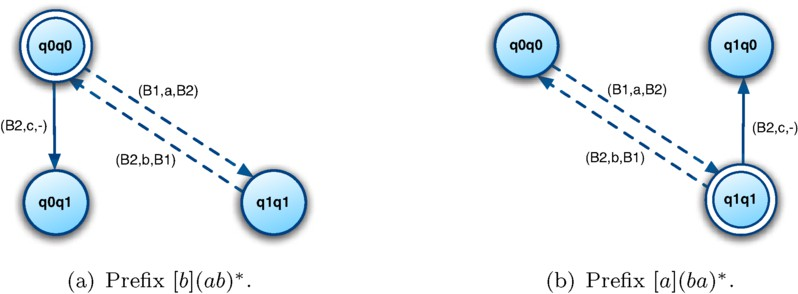 q0q0
(B1,a,B2)
(B2,c,-)
(B2,b,B1)
q0q1
q1q1
(a) Prefix [b](ab)*.
q0q0
q1q0
(B1,a,B2)
(B2,c,-)
(B2,b,B1)
q1q1
(b) Prefix [a](ba)*.